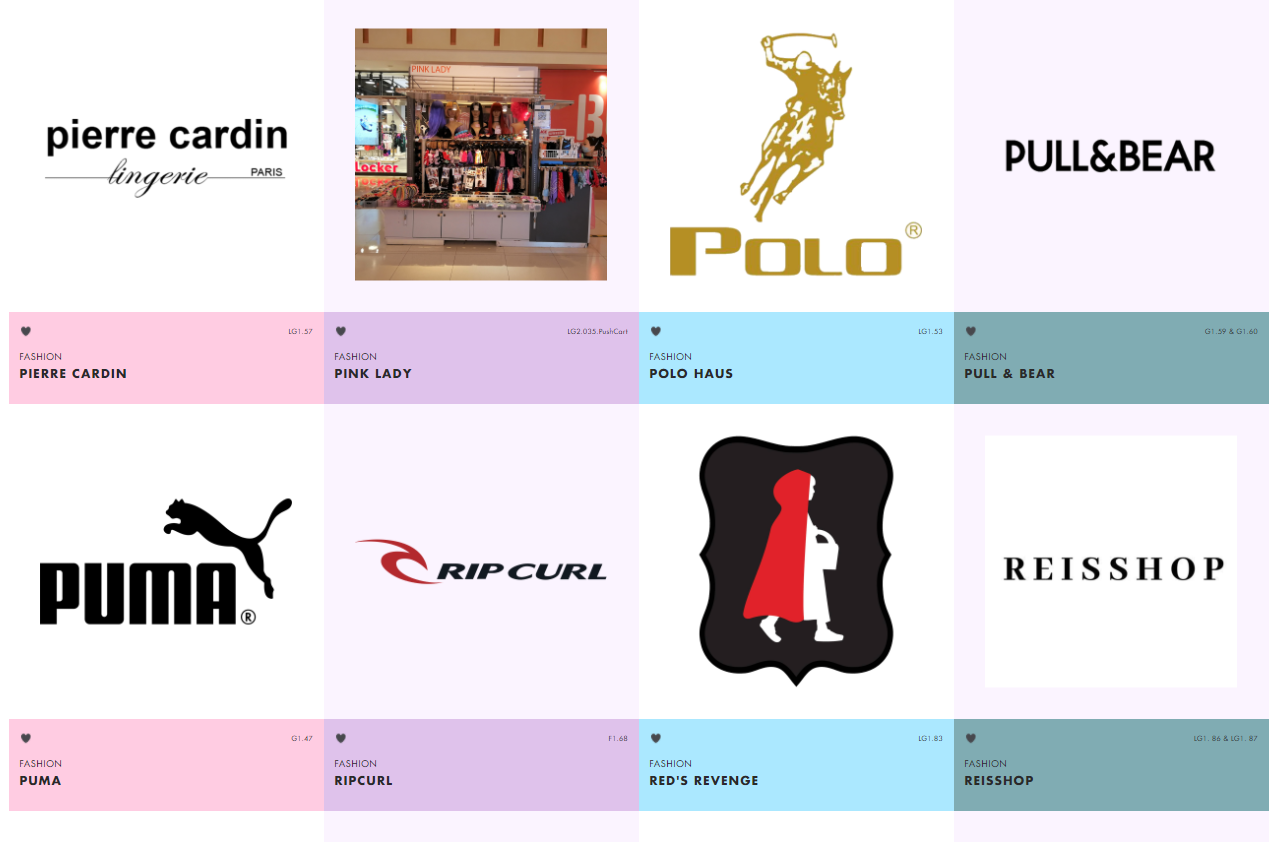 pierre cardin
lingerie PARIS
PINK LADY
B
Locker
POLO®
PULL&BEAR
LG1.57
FASHION
PIERRE CARDIN
LG2.035.PushCart
FASHION
PINK LADY
LG1.53
FASHION
POLO HAUS
G1.59 & G1.60
FASHION
PULL & BEAR
PUMA®
RIP CURL
REISSHOP
G1.47
FASHION
PUMA
F1.68
FASHION
RIPCURL
LG1.83
FASHION
RED'S REVENGE
LG1. 86 & LG1. 87
FASHION
REISSHOP